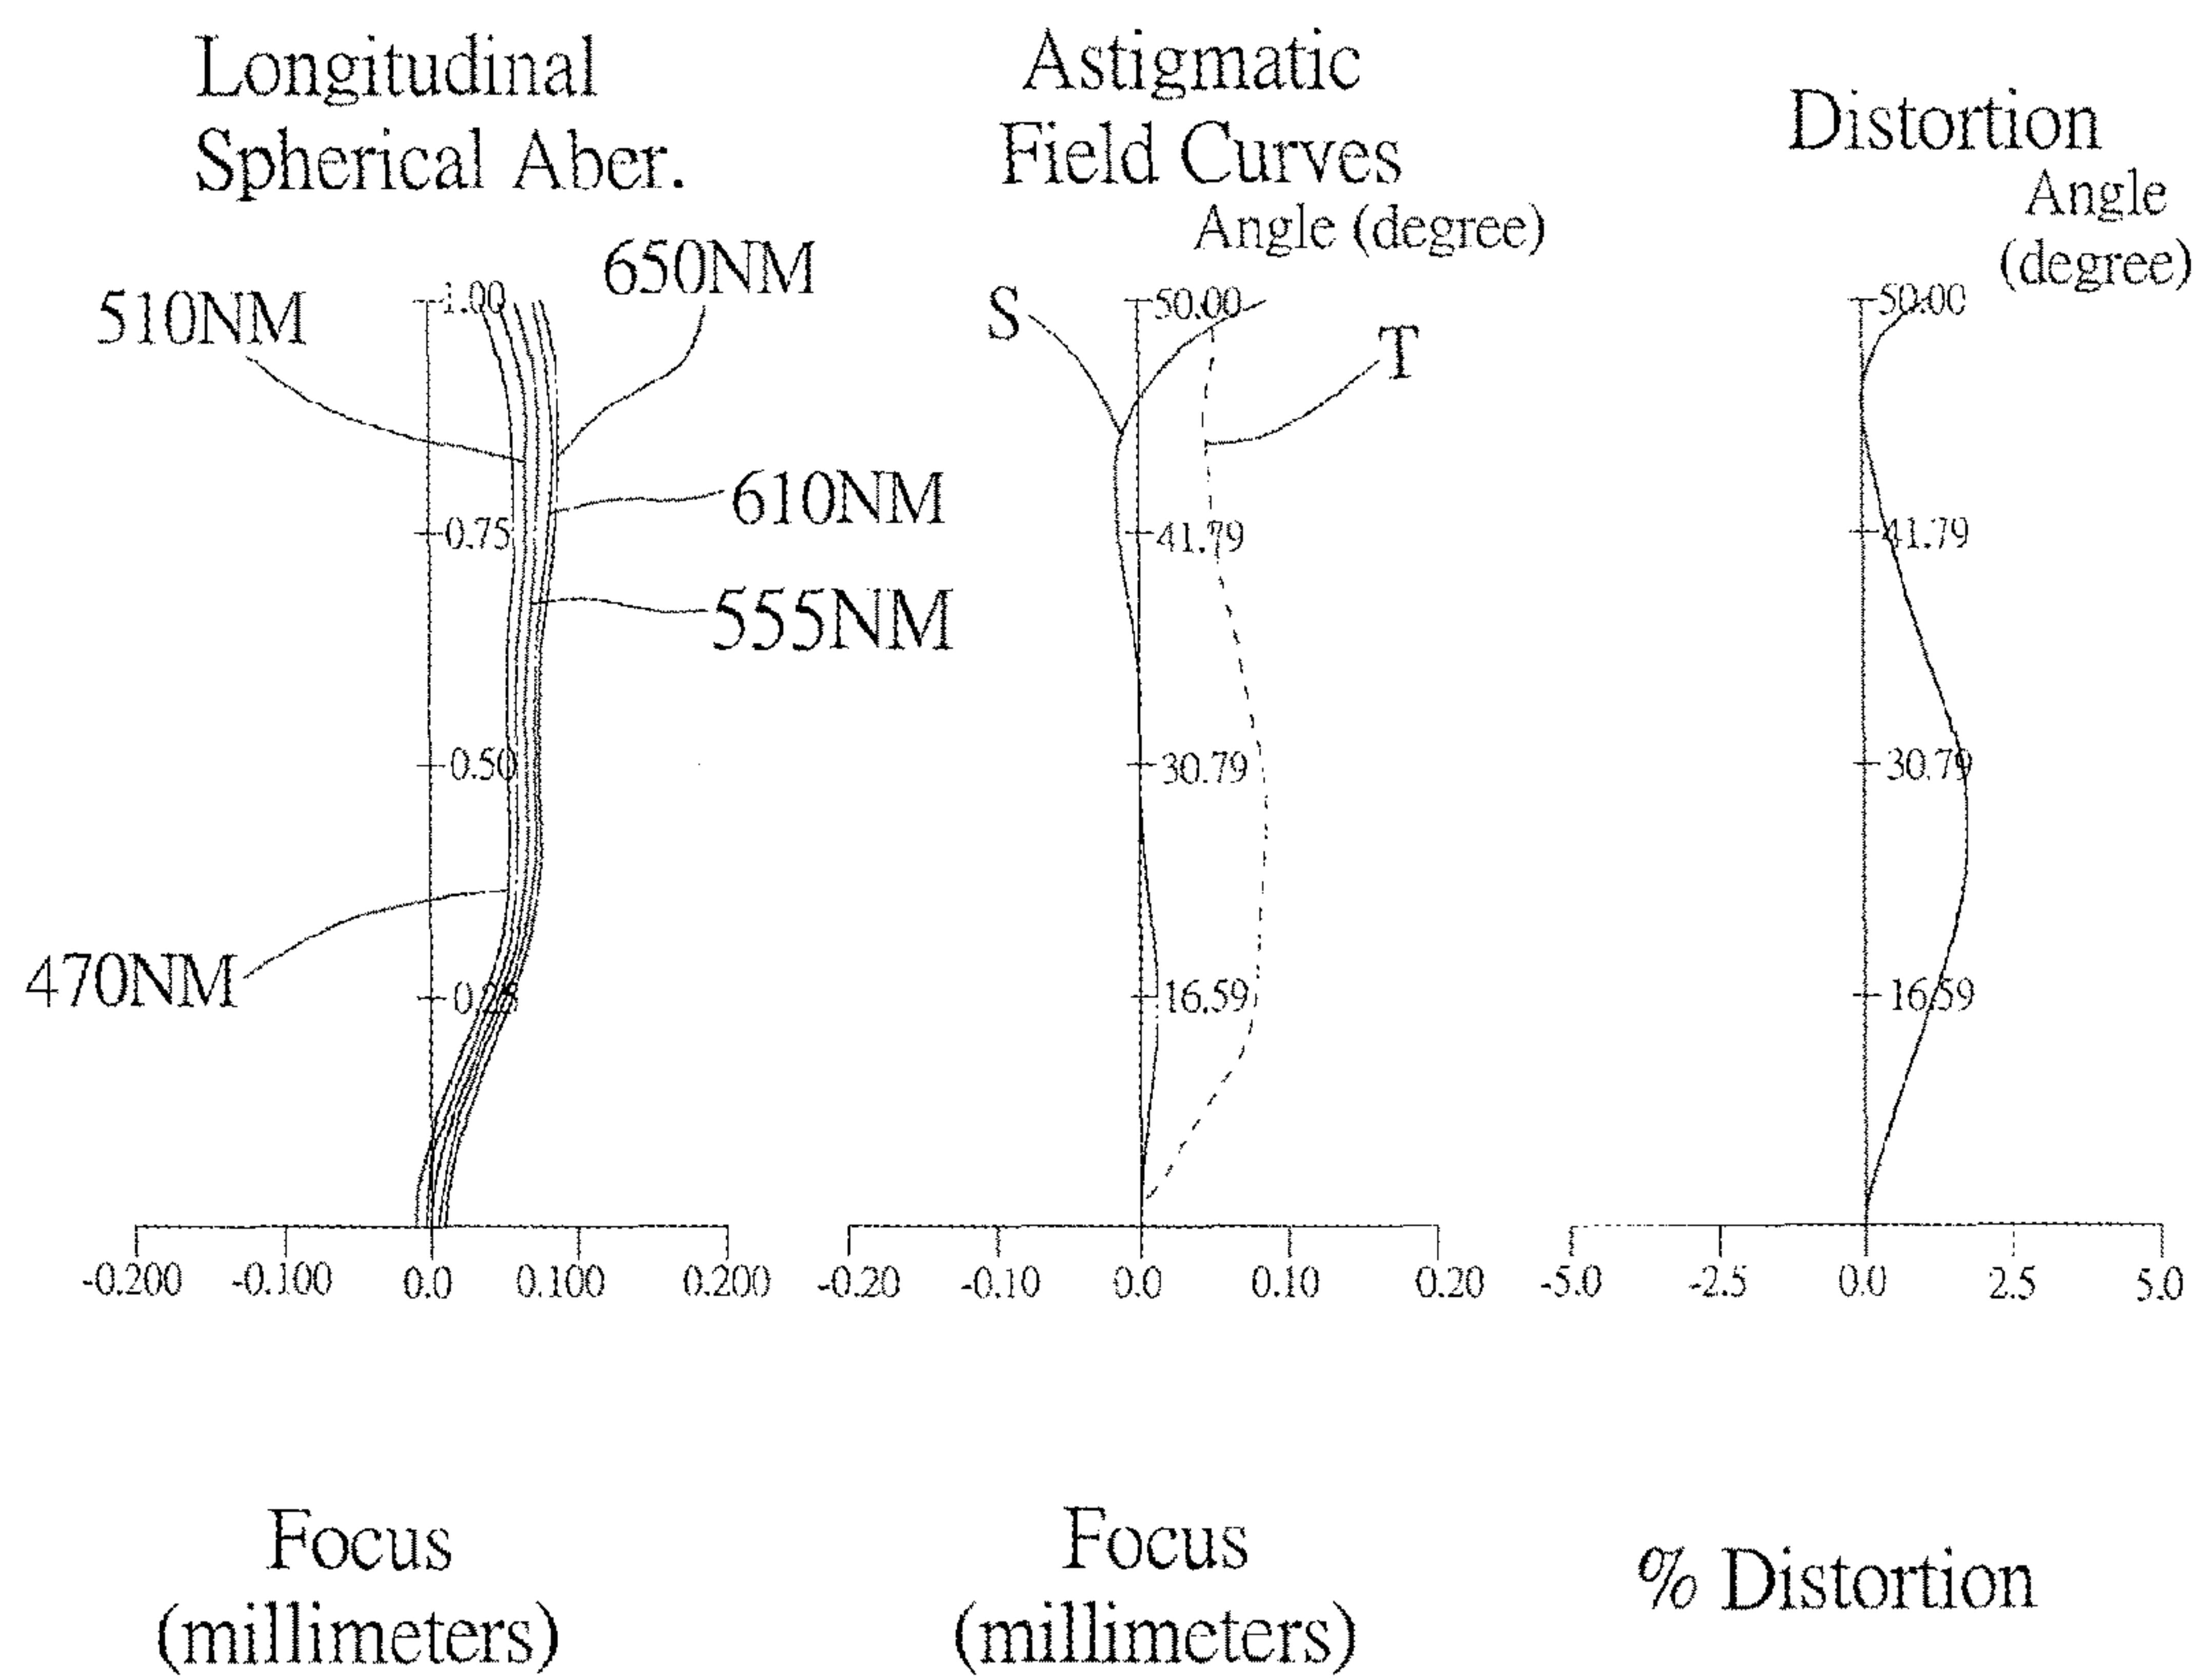 Longitudinal
Spherical Aber.
510NM
650NM
1.00
610NM
0.75
555NM
0.50
470NM
0.25
-0.200 -0.100 0.0 0.100 0.200
Focus
(millimeters)
Astigmatic
Field Curves
Angle (degree)
S
50.00
T
41.79
30.79
16.59
-0.20 -0.10 0.0 0.10 0.20
Focus
(millimeters)
Distortion
Angle
(degree)
50.00
41.79
30.79
16.59
-5.0 -2.5 0.0 2.5 5.0
% Distortion